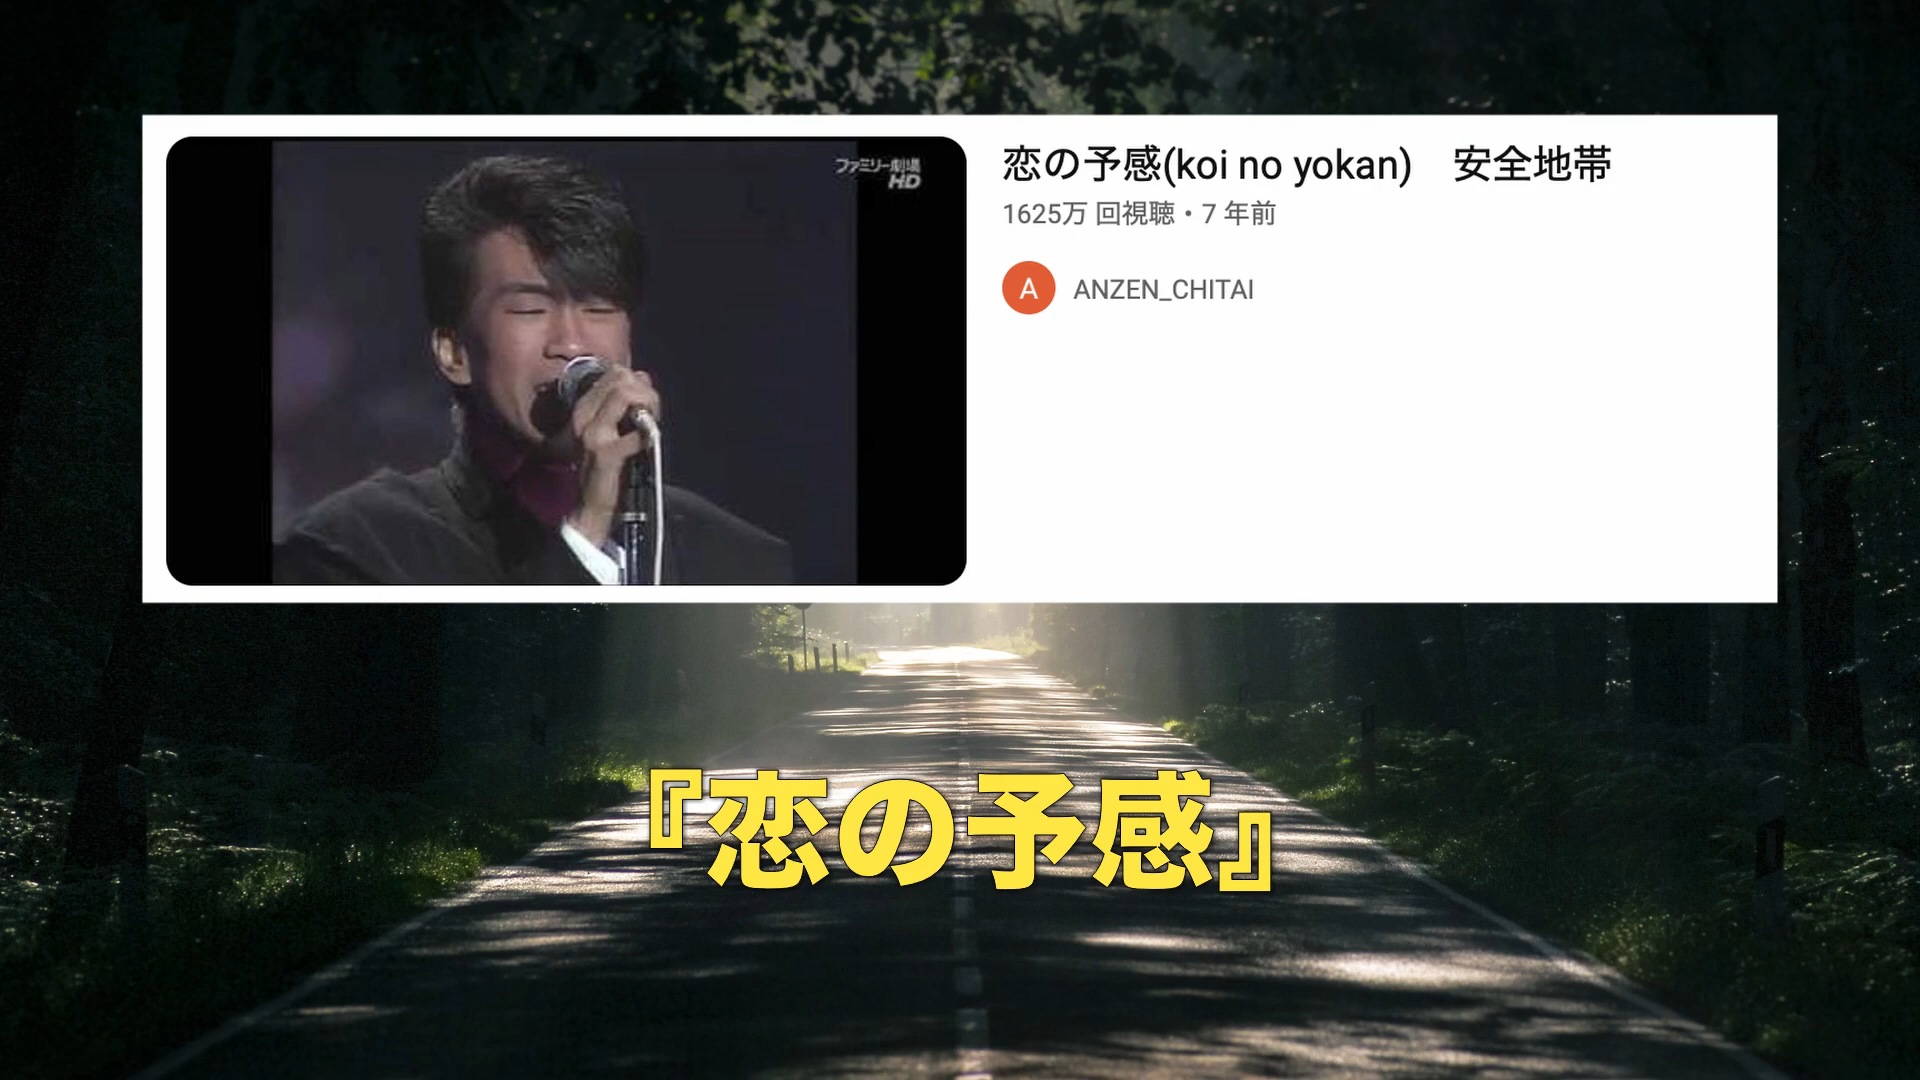 ファミリー劇場
HD
恋の予感(koi no yokan)　安全地帯
1625万 回視聴・7 年前
A
ANZEN_CHITAI
『恋の予感』